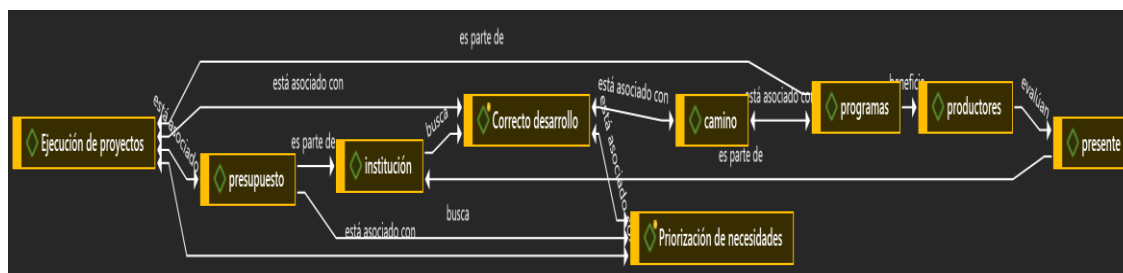 es parte de
está asociado con
está asociado con
beneficia
evalúan
está asociado
busca
está asociado
está asociado con
programas
productores
Ejecución de proyectos
Correcto desarrollo
camino
presente
es parte de
es parte de
presupuesto
institución
busca
está asociado con
Priorización de necesidades